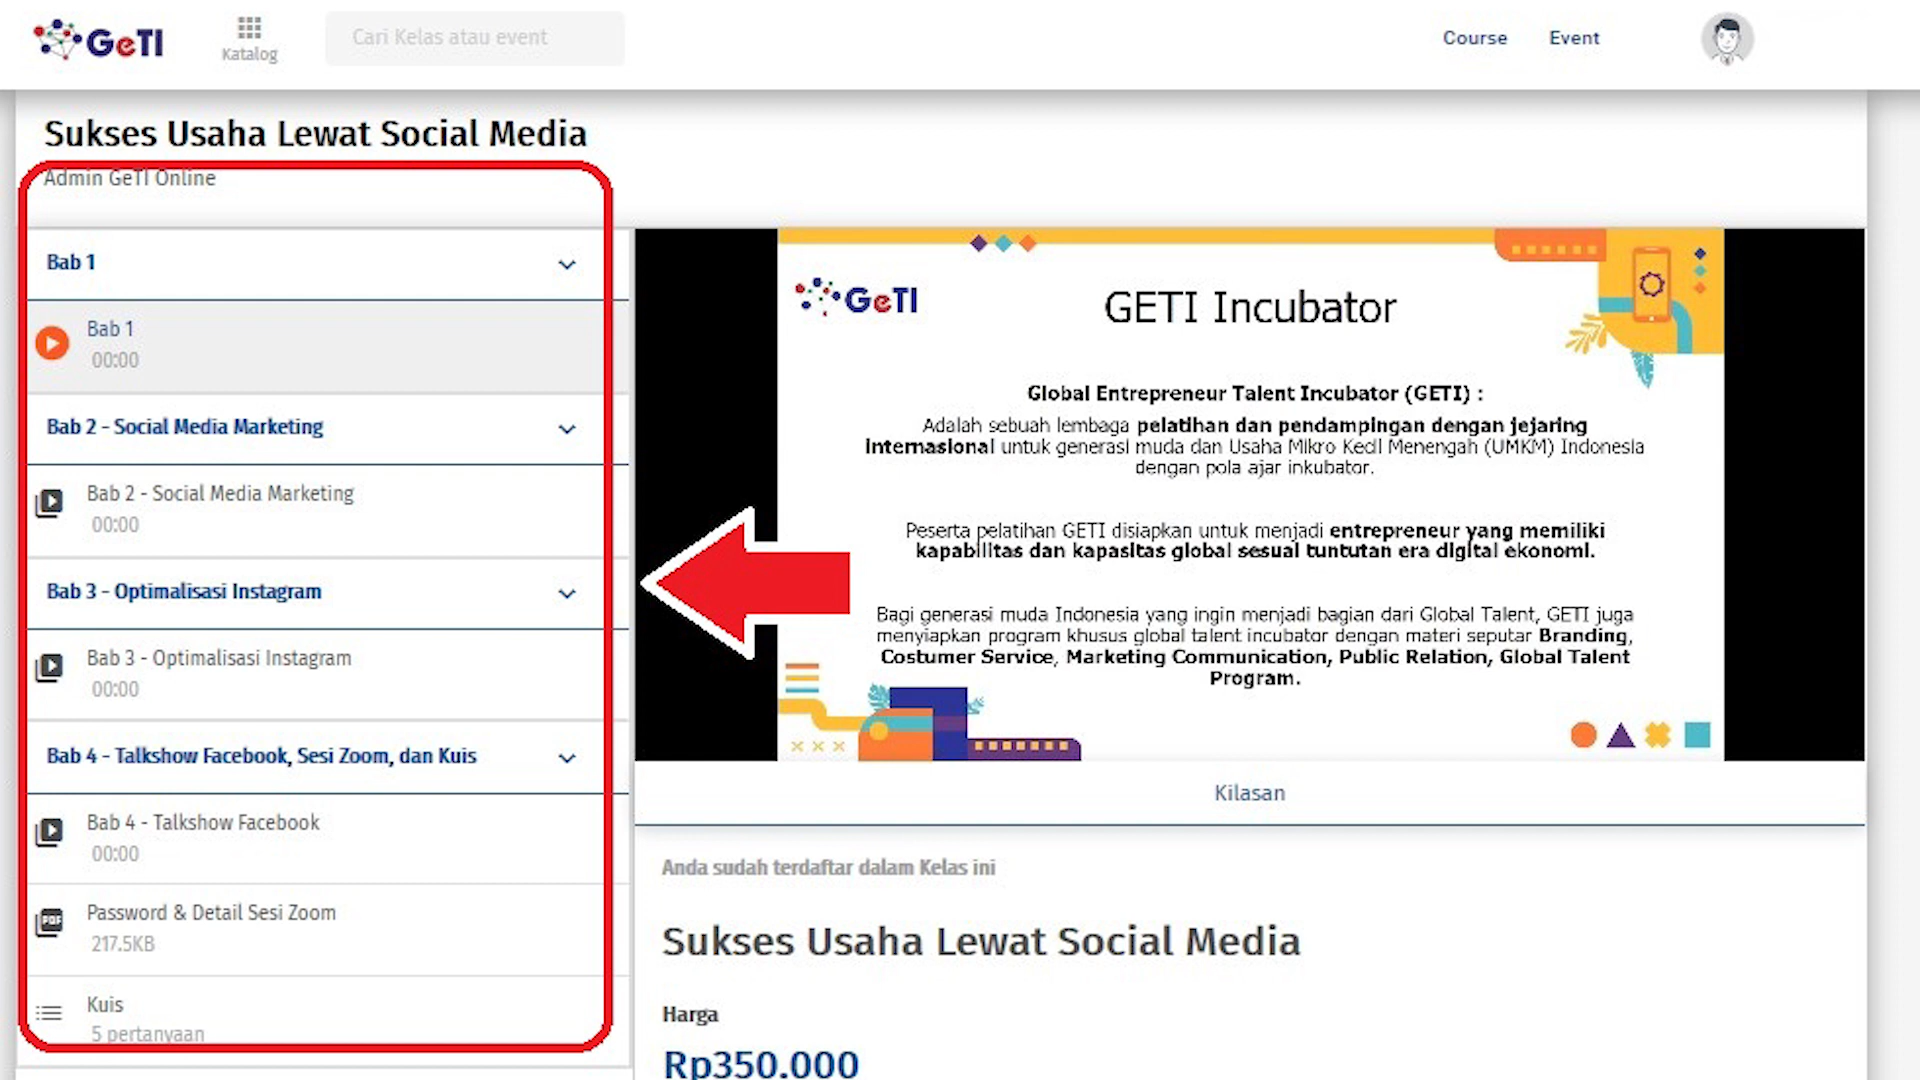 GeTI
Katalog
Cari Kelas atau event
Course
Event
Sukses Usaha Lewat Social Media
Admin GeTI Online
Bab 1
Bab 1
00:00
Bab 2 - Social Media Marketing
Bab 2 - Social Media Marketing
00:00
Bab 3 - Optimalisasi Instagram
Bab 3 - Optimalisasi Instagram
00:00
Bab 4 - Talkshow Facebook, Sesi Zoom, dan Kuis
Bab 4 - Talkshow Facebook
00:00
PDF
Password & Detail Sesi Zoom
217.5KB
Kuis
5 pertanyaan
GeTI
GETI Incubator
Global Entrepreneur Talent Incubator (GETI) :
Adalah sebuah lembaga pelatihan dan pendampingan dengan jejaring
internasional untuk generasi muda dan Usaha Mikro Kecil Menengah (UMKM) Indonesia
dengan pola ajar inkubator.
Peserta pelatihan GETI disiapkan untuk menjadi entrepreneur yang memiliki
kapabilitas dan kapasitas global sesuai tuntutan era digital ekonomi.
Bagi generasi muda Indonesia yang ingin menjadi bagian dari Global Talent, GETI juga
menyiapkan program khusus global talent incubator dengan materi seputar Branding,
Costumer Service, Marketing Communication, Public Relation, Global Talent
Program.
Kilasan
Anda sudah terdaftar dalam Kelas ini
Sukses Usaha Lewat Social Media
Harga
Rp350.000